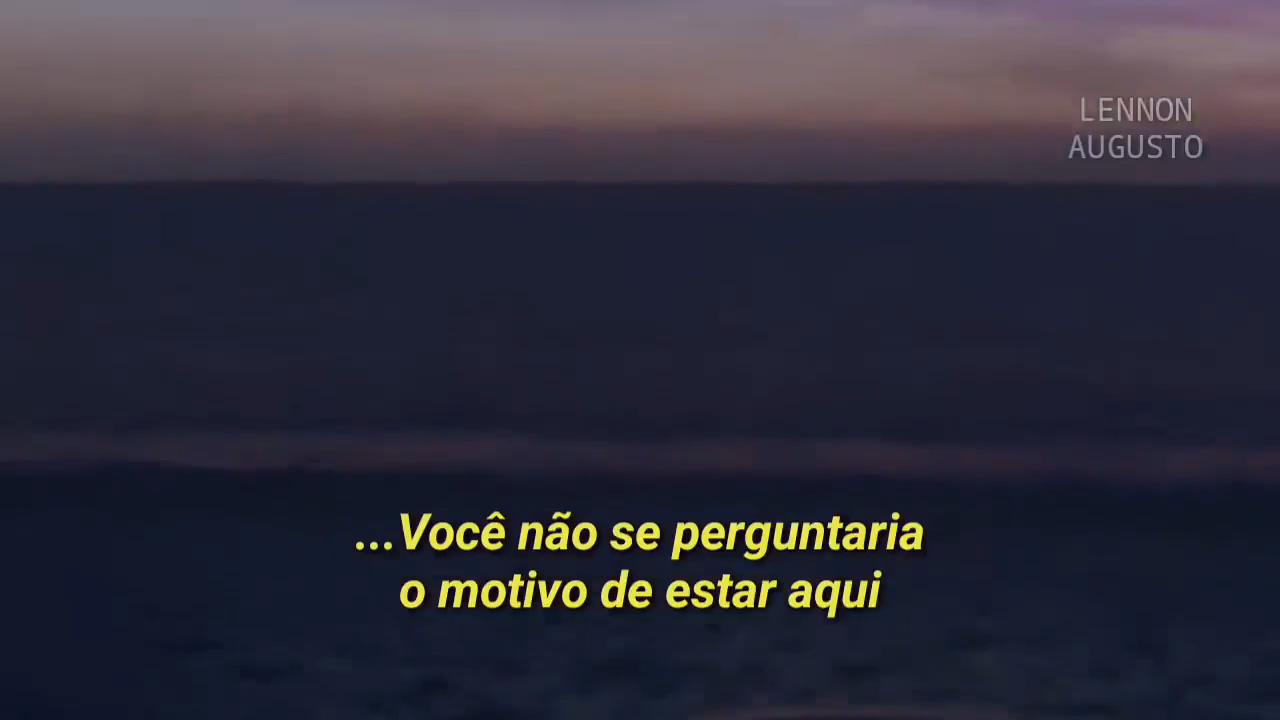 LENNON
AUGUSTO
...Você não se perguntaria
o motivo de estar aqui